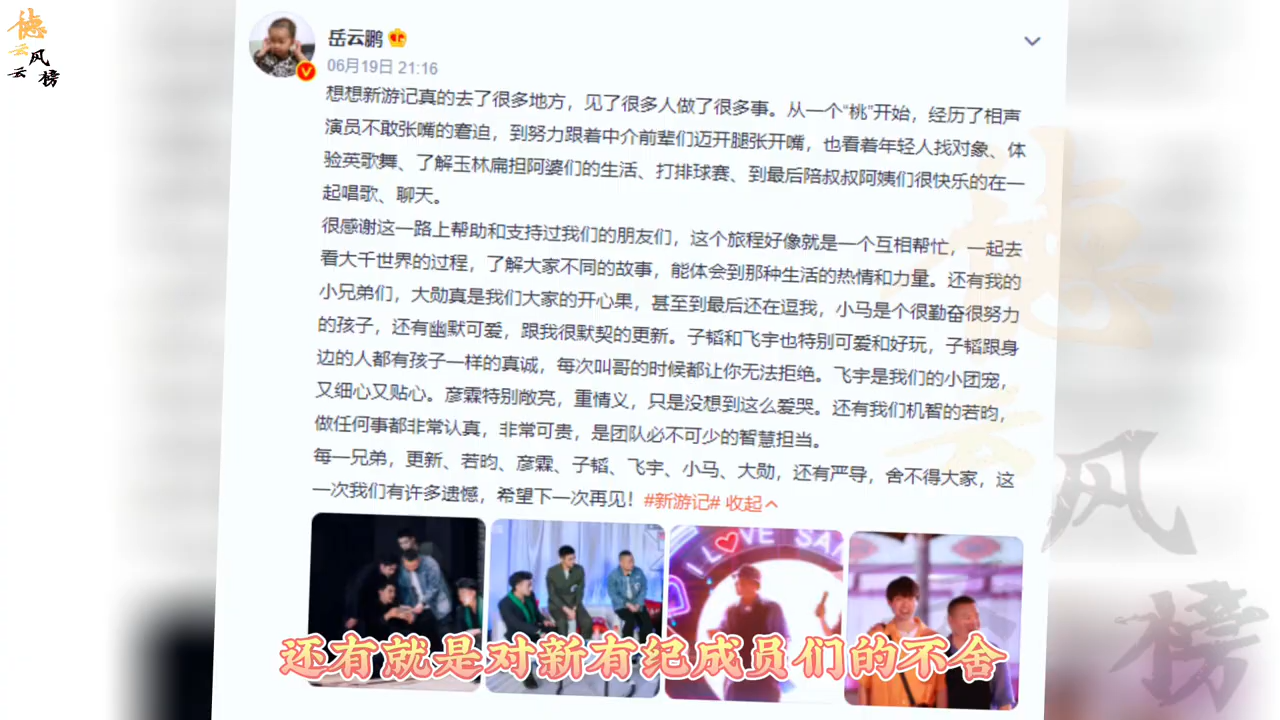 德
云
云风
榜
岳云鹏
06月19日 21:16
想想新游记真的去了很多地方，见了很多人做了很多事。从一个“桃”开始，经历了相声
演员不敢张嘴的窘迫，到努力跟着中介前辈们迈开腿张开嘴，也看着年轻人找对象、体
验英歌舞、了解玉林扁担阿婆们的生活、打排球赛、到最后陪叔叔阿姨们很快乐的在一
起唱歌、聊天。
很感谢这一路上帮助和支持过我们的朋友们，这个旅程好像就是一个互相帮忙，一起去
看大千世界的过程，了解大家不同的故事，能体会到那种生活的热情和力量。还有我的
小兄弟们，大勋真是我们大家的开心果，甚至到最后还在逗我，小马是个很勤奋很努力
的孩子，还有幽默可爱，跟我很默契的更新。子韬和飞宇也特别可爱和好玩，子韬跟身
边的人都有孩子一样的真诚，每次叫哥的时候都让你无法拒绝。飞宇是我们的小团宠，
又细心又贴心。彦霖特别敞亮，重情义，只是没想到这么爱哭。还有我们机智的若昀，
做任何事都非常认真，非常可贵，是团队必不可少的智慧担当。
每一兄弟，更新、若昀、彦霖、子韬、飞宇、小马、大勋，还有严导，舍不得大家，这
一次我们有许多遗憾，希望下一次再见！#新游记# 收起
I LOVE SAN
还有就是对新有纪成员们的不舍
德
云
风
榜